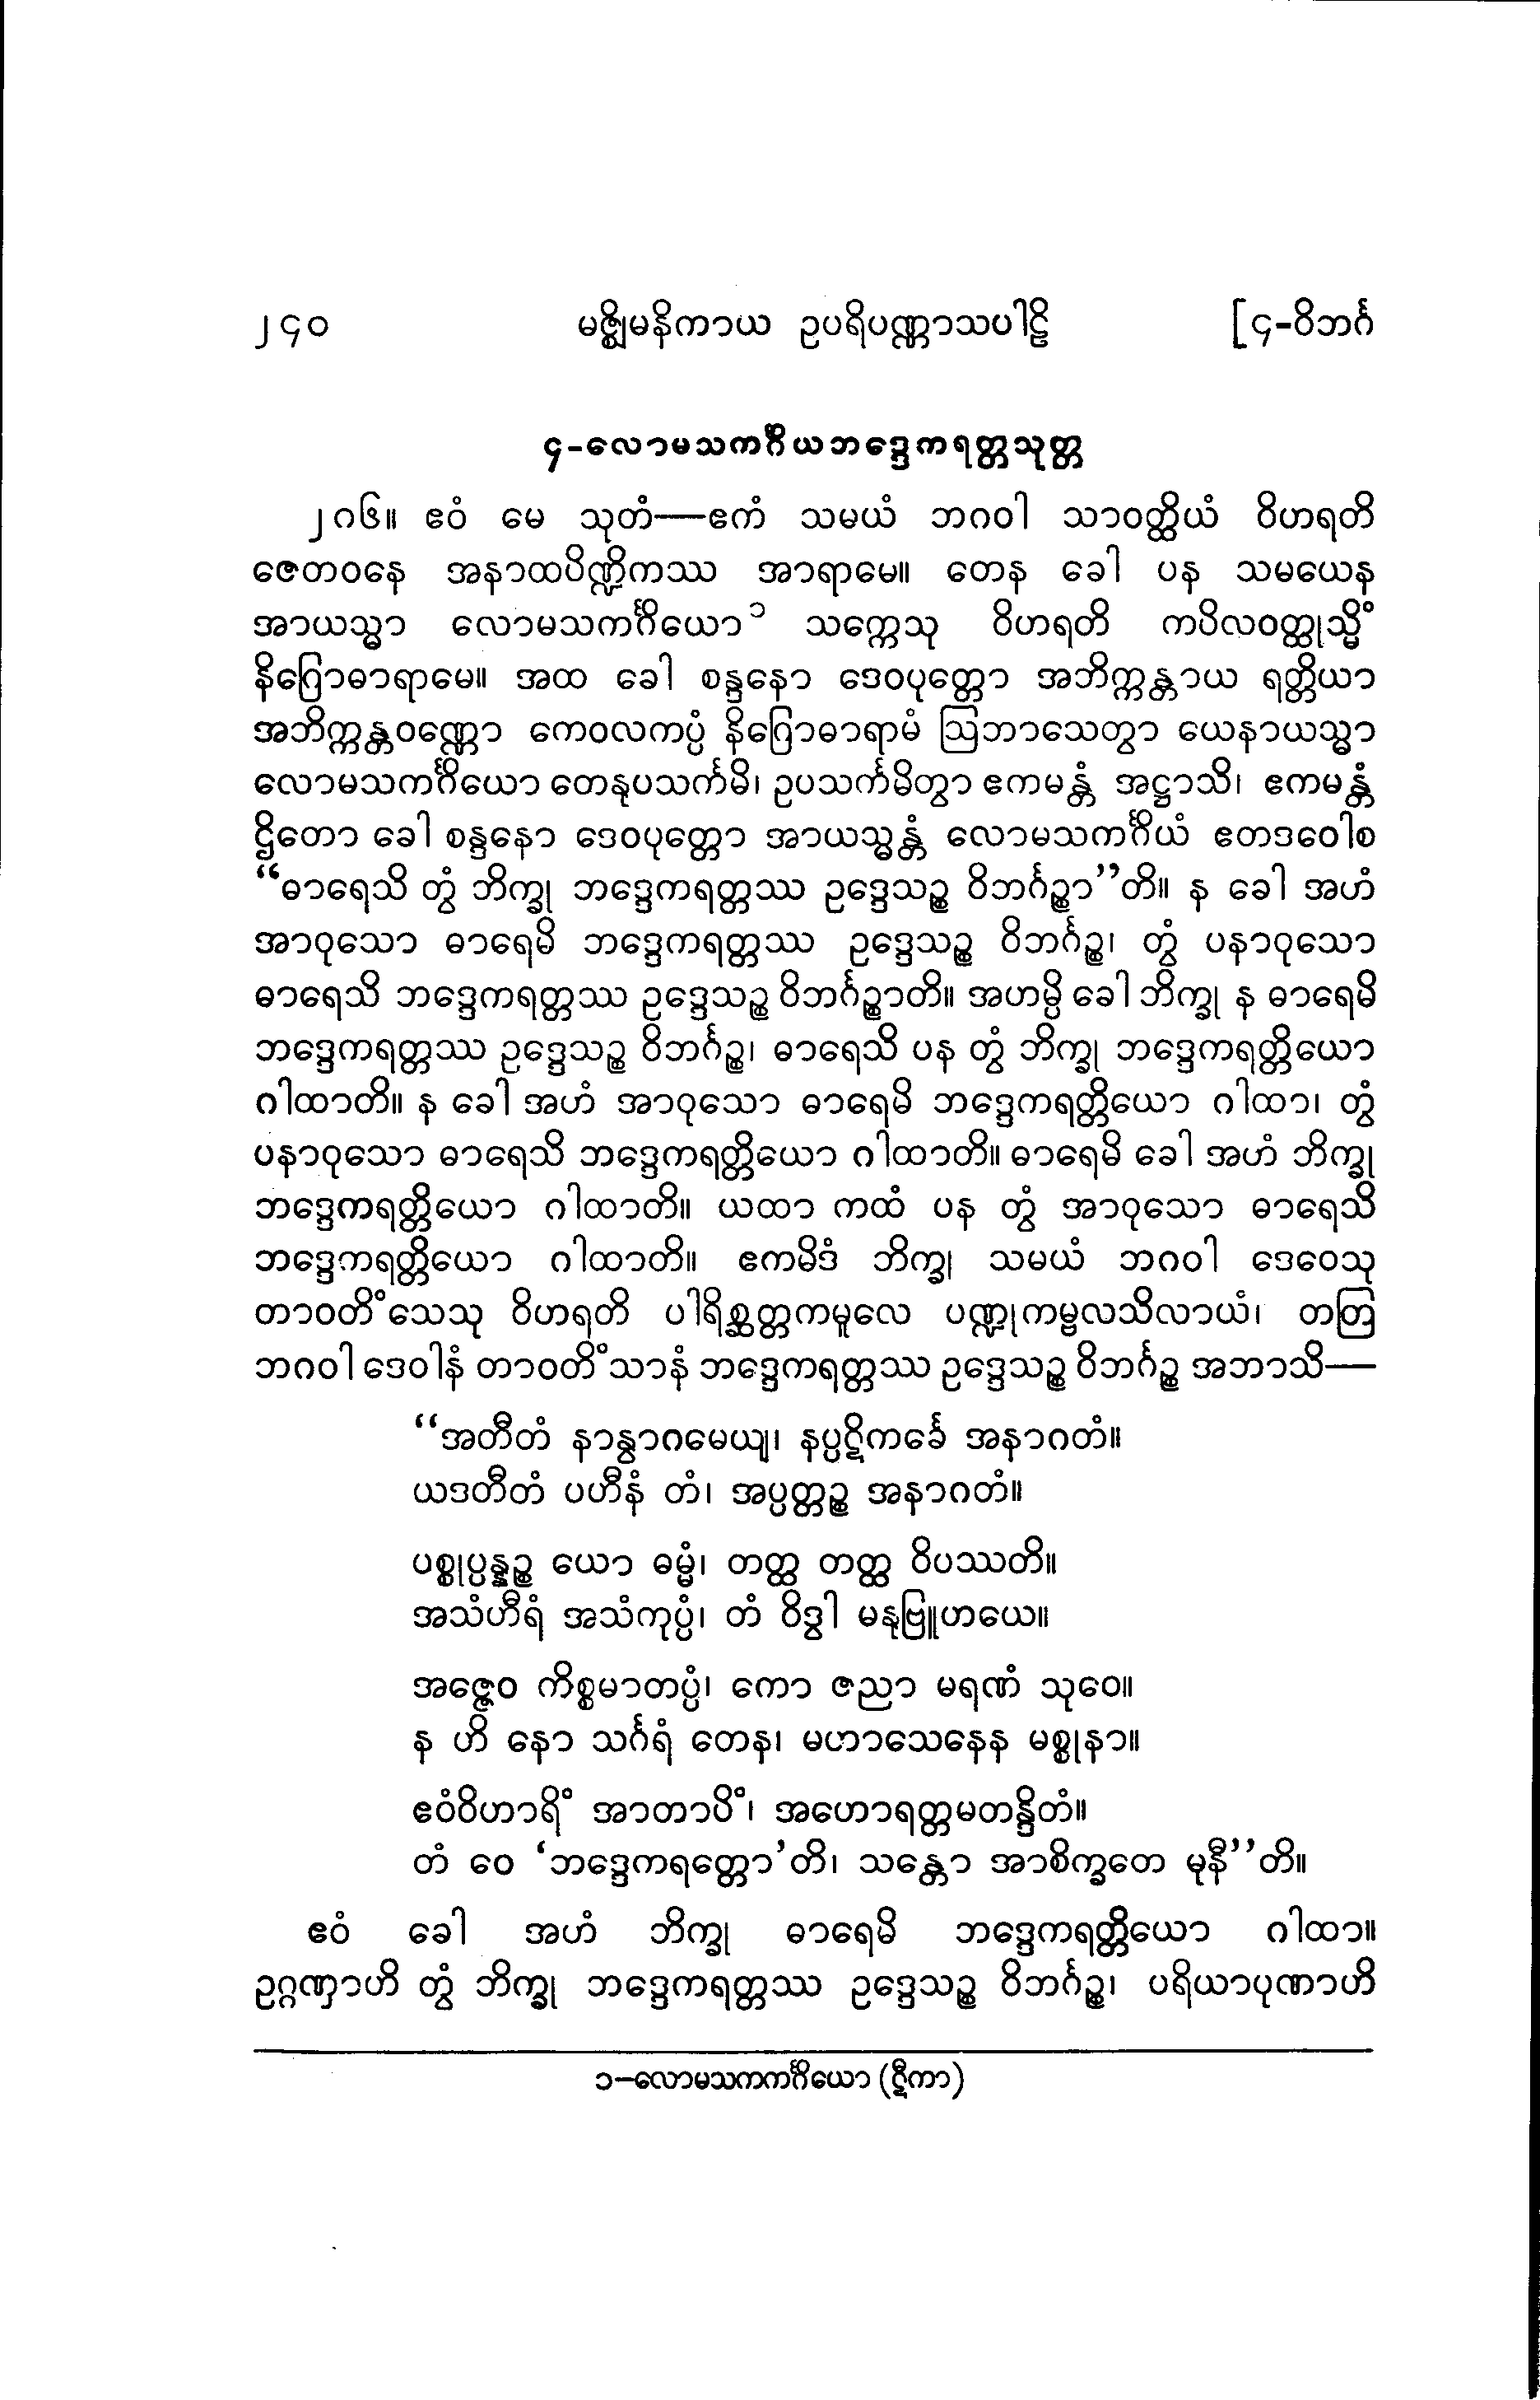 ၂၄၀ မဇ္ဈိမနိကာယ ဥပရိပဏ္ဏာသပါဠိ [၄-ဝိဘင်္ဂ
၄-လောမသကင်္ဂိယဘဒ္ဒေကရတ္တသုတ္တ
၂၈၆။ ဧဝံ မေ သုတံ—ဧကံ သမယံ ဘဂဝါ သာဝတ္ထိယံ ဝိဟရတိ
ဇေတဝနေ အနာထပိဏ္ဍိကဿ အာရာမေ။ တေန ခေါ ပန သမယေန
အာယသ္မာ လောမသကင်္ဂိယော ၁ သက္ကေသု ဝိဟရတိ ကပိလဝတ္ထုသ္မိံ
နိဂြောဓာရာမေ။ အထ ခေါ စန္ဒနော ဒေဝပုတ္တော အဘိက္ကန္တာယ ရတ္တိယာ
အဘိက္ကန္တဝဏ္ဏော ကေဝလကပ္ပံ နိဂြောဓာရာမံ ဩဘာသေတွာ ယေနာယသ္မာ
လောမသကင်္ဂိယော တေနုပသင်္ကမိ၊ ဥပသင်္ကမိတွာ ဧကမန္တံ အဋ္ဌာသိ၊ ဧကမန္တံ
ဌိတော ခေါ စန္ဒနော ဒေဝပုတ္တော အာယသ္မန္တံ လောမသကင်္ဂိယံ ဧတဒဝေါစ
“ဓာရေသိ တွံ ဘိက္ခု ဘဒ္ဒေကရတ္တဿ ဥဒ္ဒေသဉ္စ ဝိဘင်္ဂဉ္စာ”တိ။ န ခေါ အဟံ
အာဝုသော ဓာရေမိ ဘဒ္ဒေကရတ္တဿ ဥဒ္ဒေသဉ္စ ဝိဘင်္ဂဉ္စ၊ တွံ ပနာဝုသော
ဓာရေသိ ဘဒ္ဒေကရတ္တဿ ဥဒ္ဒေသဉ္စ ဝိဘင်္ဂဉ္စာတိ။ အဟမ္ပိ ခေါ ဘိက္ခု န ဓာရေမိ
ဘဒ္ဒေကရတ္တဿ ဥဒ္ဒေသဉ္စ ဝိဘင်္ဂဉ္စ၊ ဓာရေသိ ပန တွံ ဘိက္ခု ဘဒ္ဒေကရတ္တိယော
ဂါထာတိ။ န ခေါ အဟံ အာဝုသော ဓာရေမိ ဘဒ္ဒေကရတ္တိယော ဂါထာ၊ တွံ
ပနာဝုသော ဓာရေသိ ဘဒ္ဒေကရတ္တိယော ဂါထာတိ။ ဓာရေမိ ခေါ အဟံ ဘိက္ခု
ဘဒ္ဒေကရတ္တိယော ဂါထာတိ။ ယထာ ကထံ ပန တွံ အာဝုသော ဓာရေသိ
ဘဒ္ဒေကရတ္တိယော ဂါထာတိ။ ဧကမိဒံ ဘိက္ခု သမယံ ဘဂဝါ ဒေဝေသု
တာဝတိံသေသု ဝိဟရတိ ပါရိစ္ဆတ္တကမူလေ ပဏ္ဍုကမ္ဗလသိလာယံ၊ တတြ
ဘဂဝါ ဒေဝါနံ တာဝတိံသာနံ ဘဒ္ဒေကရတ္တဿ ဥဒ္ဒေသဉ္စ ဝိဘင်္ဂဉ္စ အဘာသိ—
“အတီတံ နာနွာဂမေယျ၊ နပ္ပဋိကင်္ခေ အနာဂတံ။
ယဒတီတံ ပဟီနံ တံ၊ အပ္ပတ္တဉ္စ အနာဂတံ။
ပစ္စုပ္ပန္နဉ္စ ယော ဓမ္မံ၊ တတ္ထ တတ္ထ ဝိပဿတိ။
အသံဟီရံ အသံကုပ္ပံ၊ တံ ဝိဒွါ မနုဗြူဟယေ။
အဇ္ဇေဝ ကိစ္စမာတပ္ပံ၊ ကော ဇညာ မရဏံ သုဝေ။
န ဟိ နော သင်္ဂရံ တေန၊ မဟာသေနေန မစ္စုနာ။
ဧဝံဝိဟာရိံ အာတာပိံ၊ အဟောရတ္တမတန္ဒိတံ။
တံ ဝေ ‘ဘဒ္ဒေကရတ္တော’တိ၊ သန္တော အာစိက္ခတေ မုနီ”တိ။
ဧဝံ ခေါ အဟံ ဘိက္ခု ဓာရေမိ ဘဒ္ဒေကရတ္တိယော ဂါထာ။
ဥဂ္ဂဏှာဟိ တွံ ဘိက္ခု ဘဒ္ဒေကရတ္တဿ ဥဒ္ဒေသဉ္စ ဝိဘင်္ဂဉ္စ၊ ပရိယာပုဏာဟိ
၁–လောမသကကင်္ဂိယော (ဋီကာ)